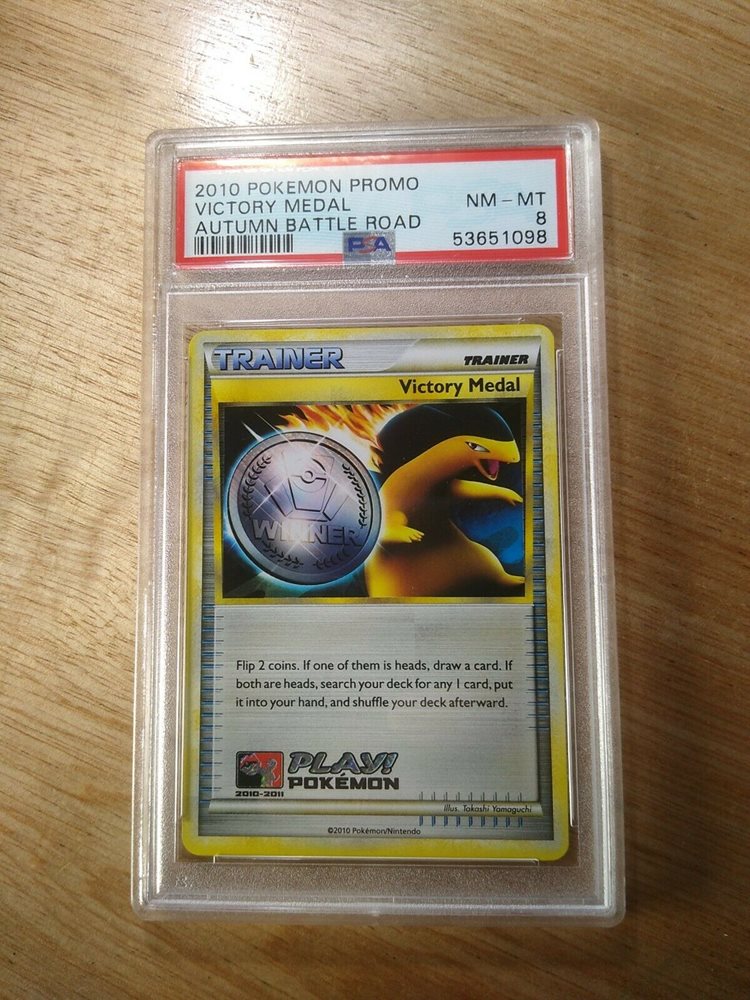 2010 POKEMON PROMO
VICTORY MEDAL
AUTUMN BATTLE ROAD
NM - MT
8
53651098
PSA
TRAINER
TRAINER
Victory Medal
WINNER
Flip 2 coins. If one of them is heads, draw a card. If
both are heads, search your deck for any 1 card, put
it into your hand, and shuffle your deck afterward.
PLAY!
POKÉMON
2010-2011
Illus. Takashi Yamaguchi
©2010 Pokémon/Nintendo